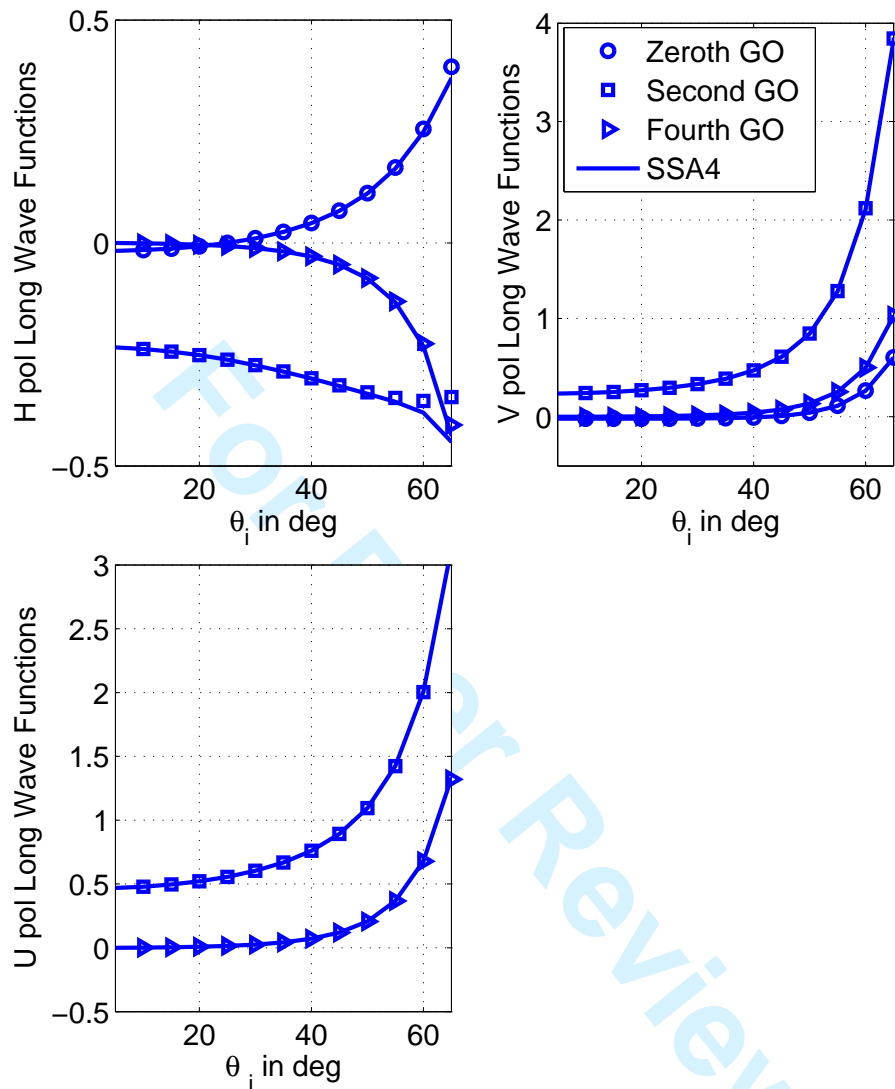 0.5
0
−0.5
H pol Long Wave Functions
20
40
60
θi in deg
4
3
2
1
0
V pol Long Wave Functions
20
40
60
θi in deg
Zeroth GO
Second GO
Fourth GO
SSA4
3
2.5
2
1.5
1
0.5
0
−0.5
U pol Long Wave Functions
20
40
60
θi in deg
For Peer Review